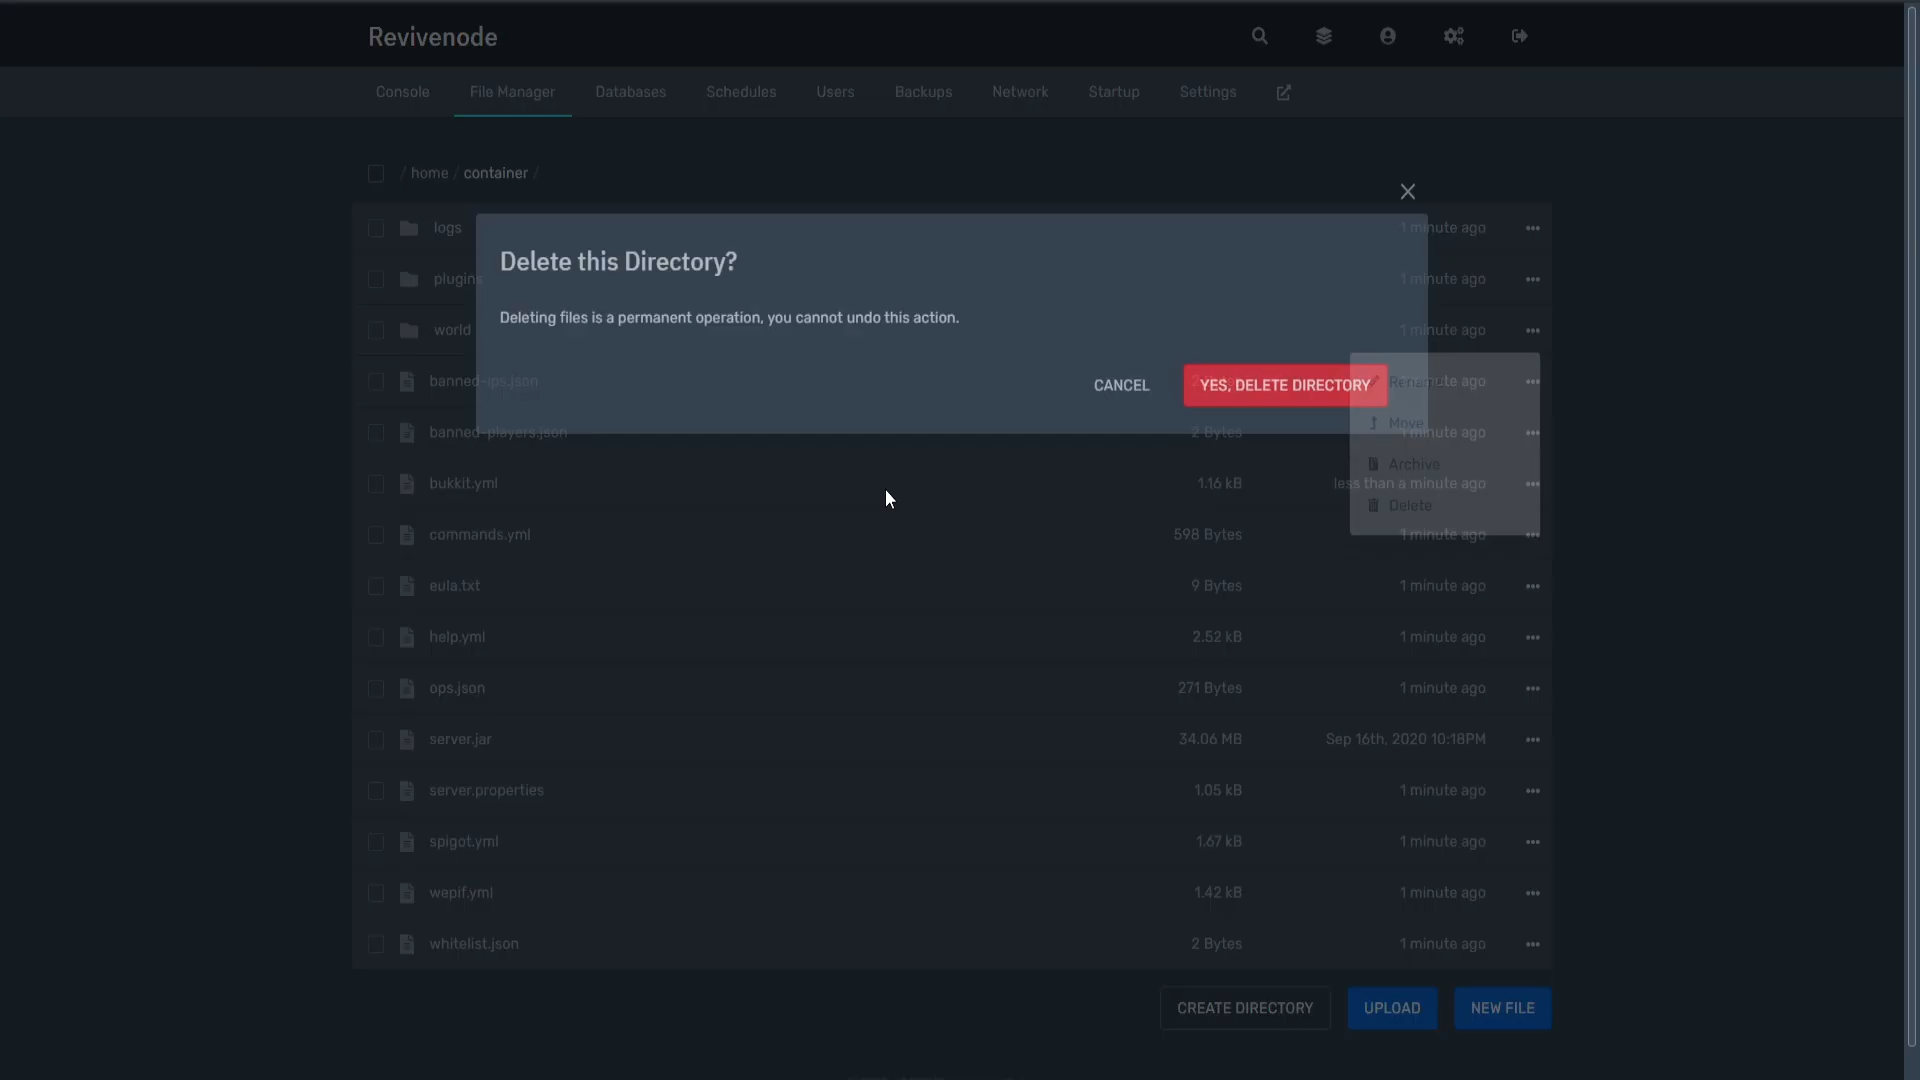 Revivenode
Console File Manager Databases Schedules Users Backups Network Startup Settings
/ home / container /
logs 1 minute ago
plugins 1 minute ago
world 1 minute ago
banned-ips.json 1 minute ago
banned-players.json 2 Bytes 1 minute ago
bukkit.yml 1.16 kB less than a minute ago
commands.yml 598 Bytes 1 minute ago
eula.txt 9 Bytes 1 minute ago
help.yml 2.52 kB 1 minute ago
ops.json 271 Bytes 1 minute ago
server.jar 34.06 MB Sep 16th, 2020 10:18PM
server.properties 1.05 kB 1 minute ago
spigot.yml 1.67 kB 1 minute ago
wepif.yml 1.42 kB 1 minute ago
whitelist.json 2 Bytes 1 minute ago
CREATE DIRECTORY UPLOAD NEW FILE
Delete this Directory?
Deleting files is a permanent operation, you cannot undo this action.
CANCEL YES, DELETE DIRECTORY
Rename
Move
Archive
Delete